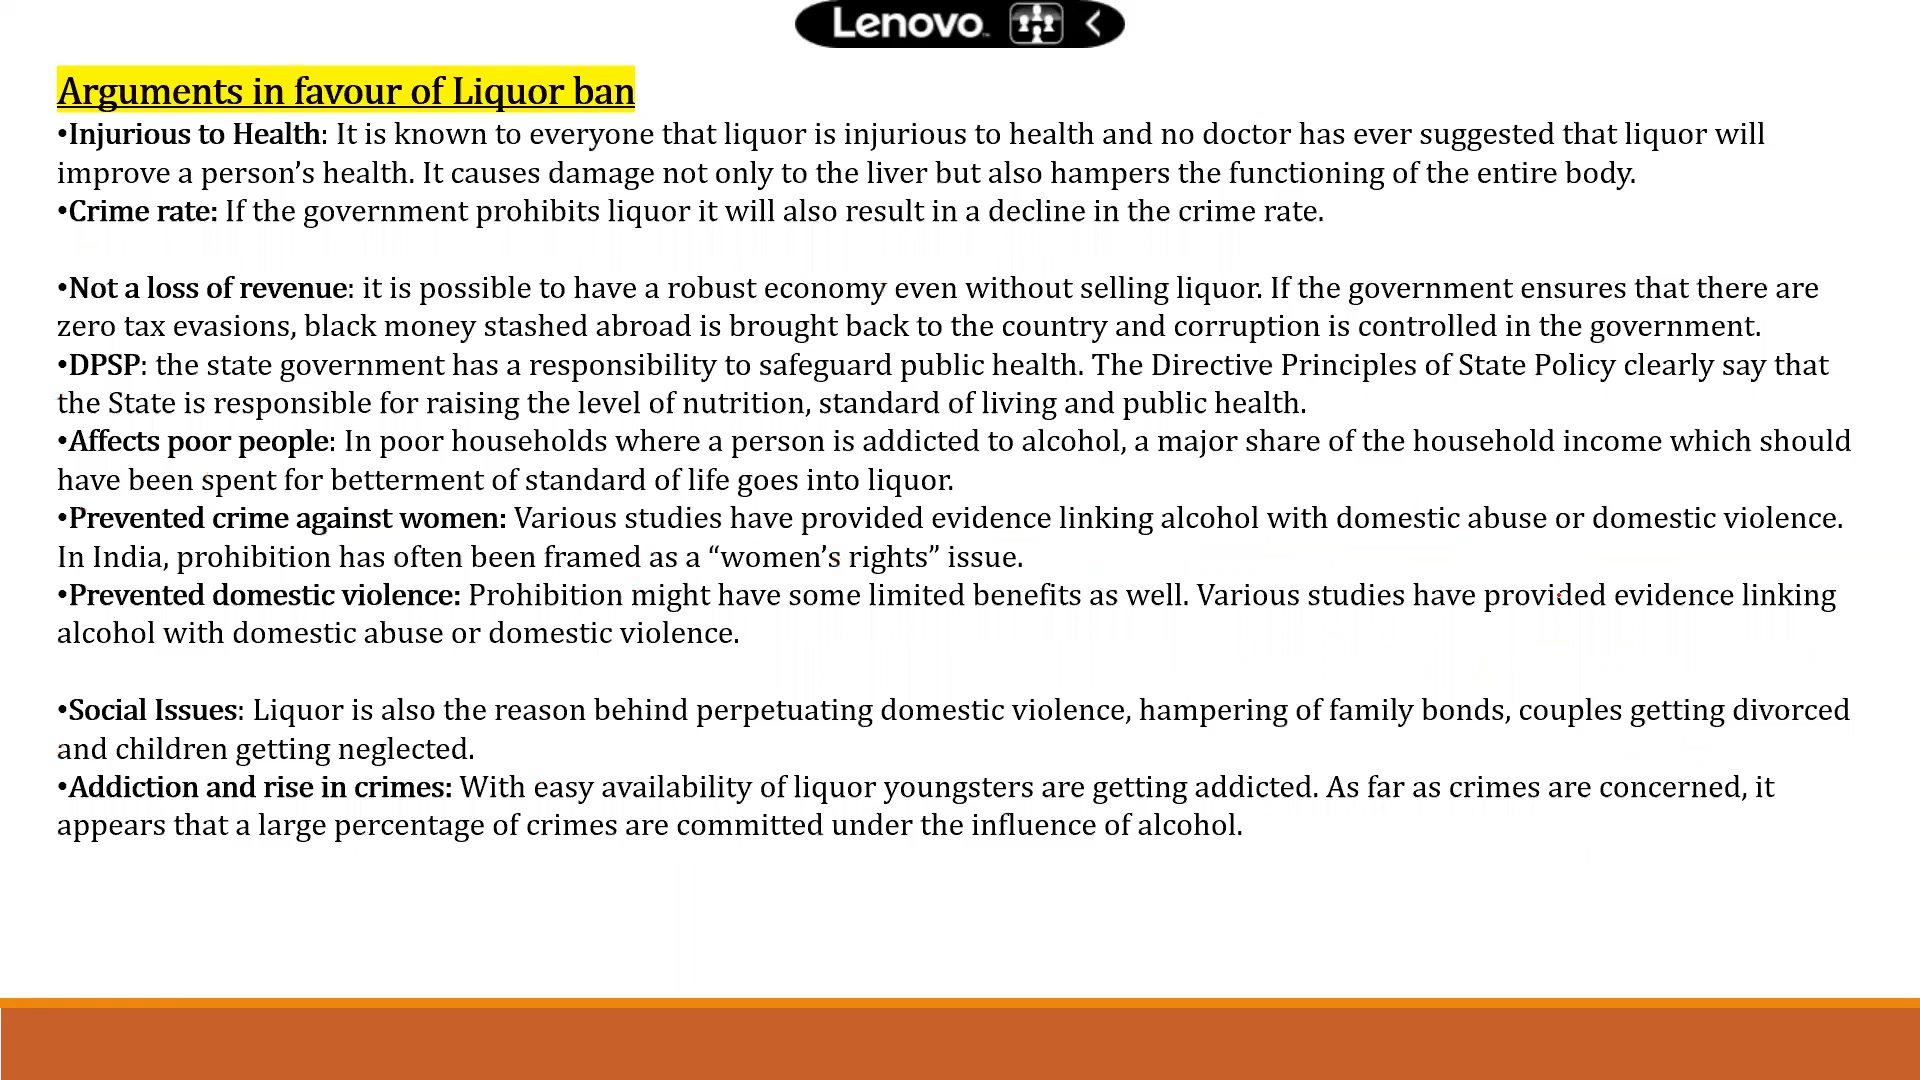 Lenovo
Arguments in favour of Liquor ban
•Injurious to Health: It is known to everyone that liquor is injurious to health and no doctor has ever suggested that liquor will
improve a person’s health. It causes damage not only to the liver but also hampers the functioning of the entire body.
•Crime rate: If the government prohibits liquor it will also result in a decline in the crime rate.
•Not a loss of revenue: it is possible to have a robust economy even without selling liquor. If the government ensures that there are
zero tax evasions, black money stashed abroad is brought back to the country and corruption is controlled in the government.
•DPSP: the state government has a responsibility to safeguard public health. The Directive Principles of State Policy clearly say that
the State is responsible for raising the level of nutrition, standard of living and public health.
•Affects poor people: In poor households where a person is addicted to alcohol, a major share of the household income which should
have been spent for betterment of standard of life goes into liquor.
•Prevented crime against women: Various studies have provided evidence linking alcohol with domestic abuse or domestic violence.
In India, prohibition has often been framed as a “women’s rights” issue.
•Prevented domestic violence: Prohibition might have some limited benefits as well. Various studies have provided evidence linking
alcohol with domestic abuse or domestic violence.
•Social Issues: Liquor is also the reason behind perpetuating domestic violence, hampering of family bonds, couples getting divorced
and children getting neglected.
•Addiction and rise in crimes: With easy availability of liquor youngsters are getting addicted. As far as crimes are concerned, it
appears that a large percentage of crimes are committed under the influence of alcohol.